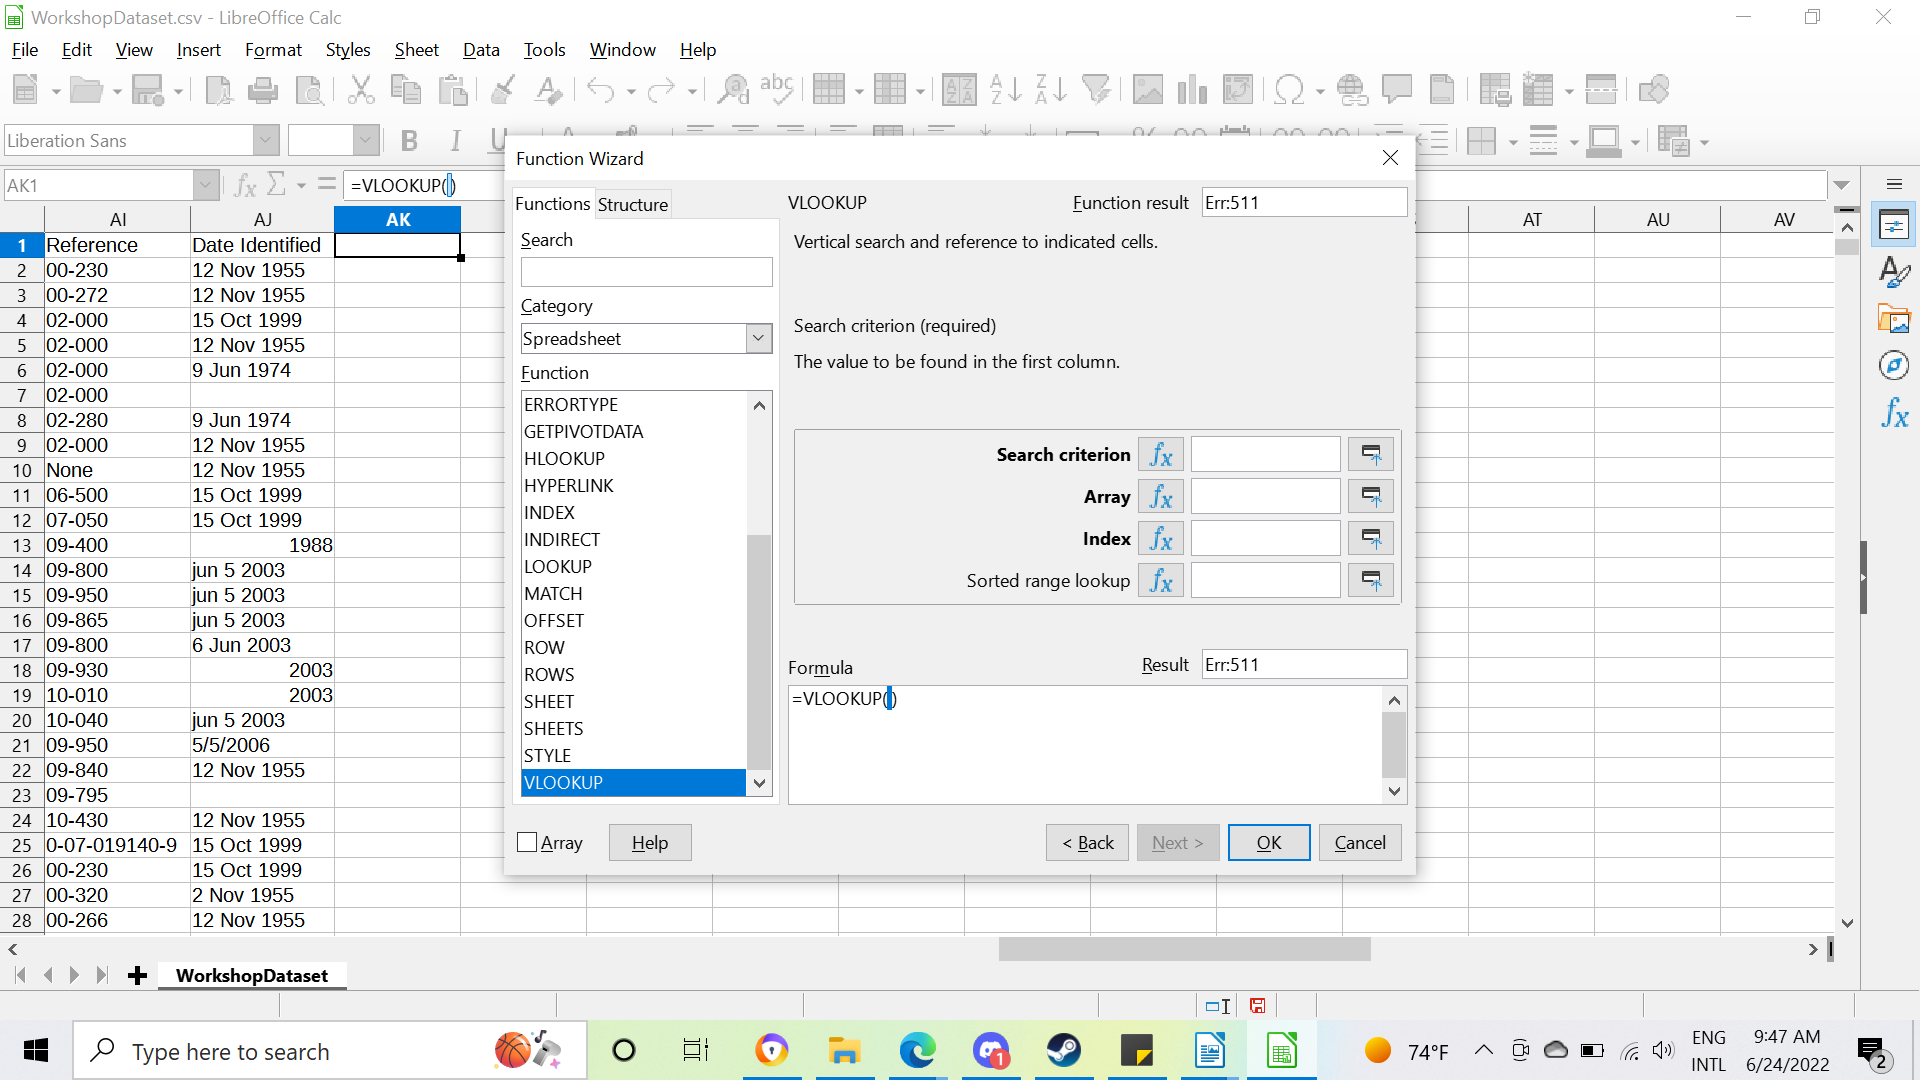 WorkshopDataset.csv - LibreOffice Calc
File Edit View Insert Format Styles Sheet Data Tools Window Help
Liberation Sans
AK1 =VLOOKUP()
AI AJ AK AT AU AV
1 Reference Date Identified
2 00-230 12 Nov 1955
3 00-272 12 Nov 1955
4 02-000 15 Oct 1999
5 02-000 12 Nov 1955
6 02-000 9 Jun 1974
7 02-000
8 02-280 9 Jun 1974
9 02-000 12 Nov 1955
10 None 12 Nov 1955
11 06-500 15 Oct 1999
12 07-050 15 Oct 1999
13 09-400 1988
14 09-800 jun 5 2003
15 09-950 jun 5 2003
16 09-865 jun 5 2003
17 09-800 6 Jun 2003
18 09-930 2003
19 10-010 2003
20 10-040 jun 5 2003
21 09-950 5/5/2006
22 09-840 12 Nov 1955
23 09-795
24 10-430 12 Nov 1955
25 0-07-019140-9 15 Oct 1999
26 00-230 15 Oct 1999
27 00-320 2 Nov 1955
28 00-266 12 Nov 1955
Function Wizard
Functions Structure
Search
Category
Spreadsheet
Function
ERRORTYPE
GETPIVOTDATA
HLOOKUP
HYPERLINK
INDEX
INDIRECT
LOOKUP
MATCH
OFFSET
ROW
ROWS
SHEET
SHEETS
STYLE
VLOOKUP
VLOOKUP Function result Err:511
Vertical search and reference to indicated cells.
Search criterion (required)
The value to be found in the first column.
Search criterion
Array
Index
Sorted range lookup
Formula Result Err:511
=VLOOKUP()
Array Help < Back Next > OK Cancel
WorkshopDataset
Type here to search
1
74°F
ENG
INTL
9:47 AM
6/24/2022
2